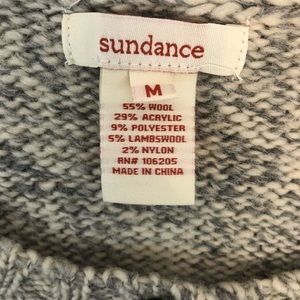 sundance
M
55% WOOL
29% ACRYLIC
9% POLYESTER
5% LAMBSWOOL
2% NYLON
RN# 106205
MADE IN CHINA